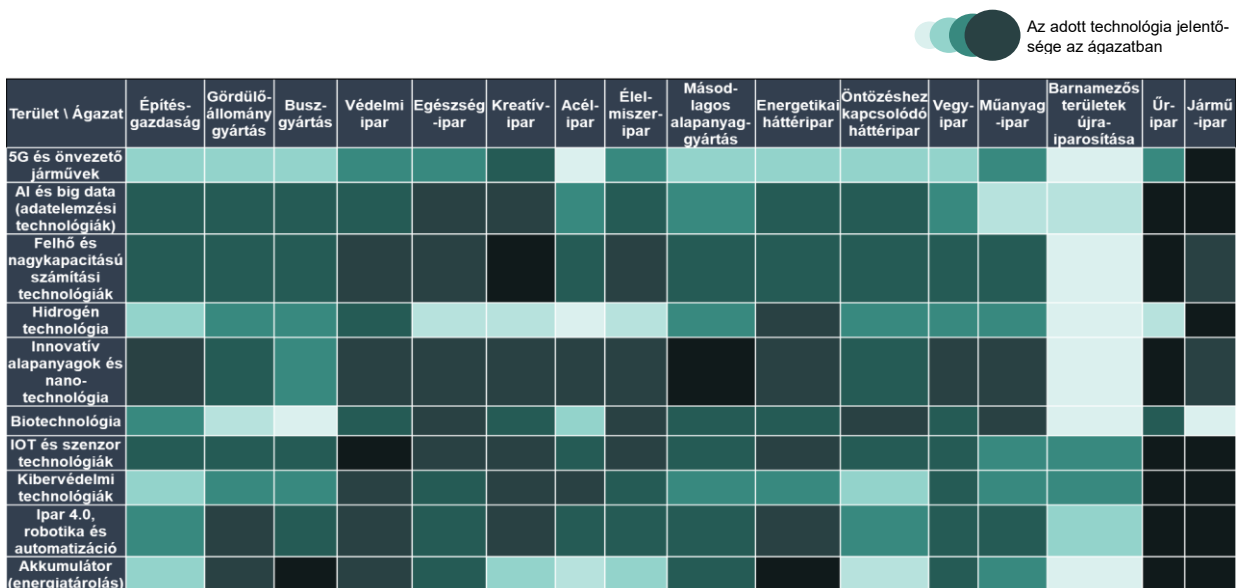 Az adott technológia jelentő-
sége az ágazatban
Terület \ Ágazat
Építés-
gazdaság
Gördülő-
állomány
gyártás
Busz-
gyártás
Védelmi
ipar
Egészség
-ipar
Kreatív-
ipar
Acél-
ipar
Élel-
miszer-
ipar
Másod-
lagos
alapanyag-
gyártás
Energetikai
háttéripar
Öntözéshez
kapcsolódó
háttéripar
Vegy-
ipar
Műanyag
-ipar
Barnamezős
területek
újra-
iparosítása
Űr-
ipar
Jármű
-ipar
5G és önvezető
járművek
AI és big data
(adatelemzési
technológiák)
Felhő és
nagykapacitású
számítási
technológiák
Hidrogén
technológia
Innovatív
alapanyagok és
nano-
technológia
Biotechnológia
IOT és szenzor
technológiák
Kibervédelmi
technológiák
Ipar 4.0,
robotika és
automatizáció
Akkumulátor
(energiatárolás)